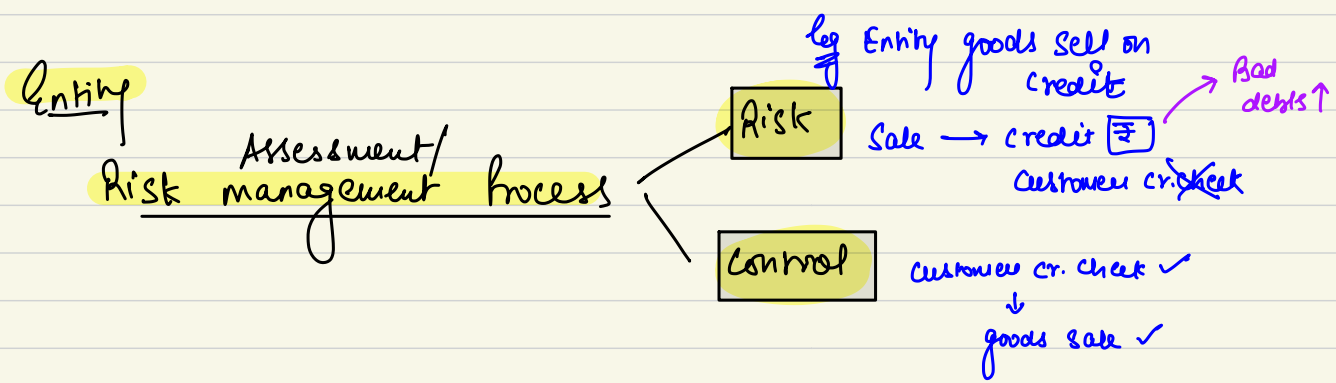 Entity
Assessment/
Risk management Process
Risk
eg Entity goods sell on
credit
Sale → credit ₹
Bad
debts ↑
customer cr. check
Control
customer cr. check ✓
↓
goods sale ✓